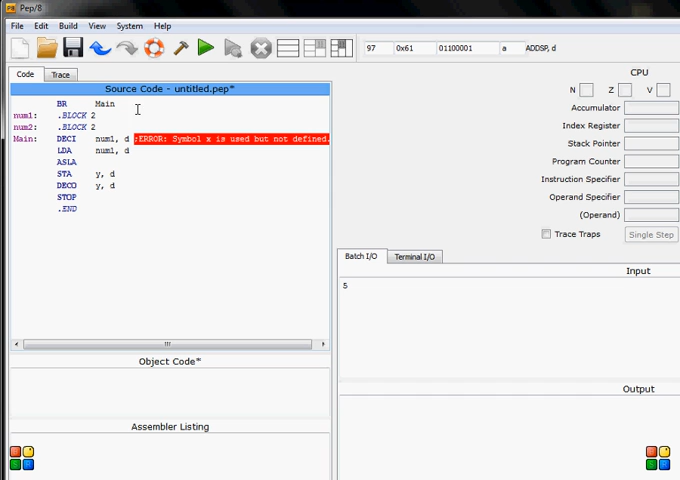 Pep/8
File Edit Build System Help
97 0x61 01100001 a ADDSP, d
Code Trace
Source Code - untitled.pep*
BR Main
num1: .BLOCK 2
num2: .BLOCK 2
Main: DECI num1, d ;ERROR: Symbol x is used but not defined.
LDA num1, d
ASLA
STA y, d
DECO y, d
STOP
.END
Object Code*
Assembler Listing
CPU
N Z V
Accumulator
Index Register
Stack Pointer
Program Counter
Instruction Specifier
Operand Specifier
(Operand)
Trace Traps Single Step
Batch I/O Terminal I/O
Input
5
Output